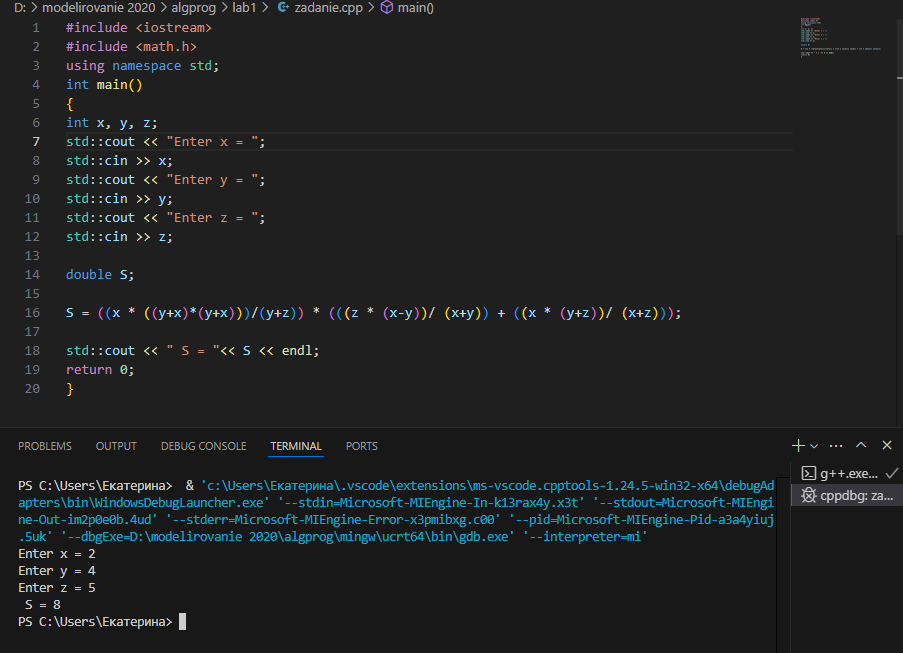 D: > modelirovanie 2020 > algprog > lab1 > zadanie.cpp > main()
1 #include <iostream>
2 #include <math.h>
3 using namespace std;
4 int main()
5 {
6 int x, y, z;
7 std::cout << "Enter x = ";
8 std::cin >> x;
9 std::cout << "Enter y = ";
10 std::cin >> y;
11 std::cout << "Enter z = ";
12 std::cin >> z;
13
14 double S;
15
16 S = ((x * ((y+x)*(y+x)))/(y+z)) * (((z * (x-y))/ (x+y)) + ((x * (y+z))/ (x+z)));
17
18 std::cout << " S = "<< S << endl;
19 return 0;
20 }
PROBLEMS OUTPUT DEBUG CONSOLE TERMINAL PORTS
g++.exe...
cppdbg: za...
PS C:\Users\Екатерина> & 'c:\Users\Екатерина\.vscode\extensions\ms-vscode.cpptools-1.24.5-win32-x64\debugAd
apters\bin\WindowsDebugLauncher.exe' '--stdin=Microsoft-MIEngine-In-k13rax4y.x3t' '--stdout=Microsoft-MIEngi
ne-Out-im2p0e0b.4ud' '--stderr=Microsoft-MIEngine-Error-x3pmibxg.c00' '--pid=Microsoft-MIEngine-Pid-a3a4yiuj
.5uk' '--dbgExe=D:\modelirovanie 2020\algprog\mingw\ucrt64\bin\gdb.exe' '--interpreter=mi'
Enter x = 2
Enter y = 4
Enter z = 5
S = 8
PS C:\Users\Екатерина>